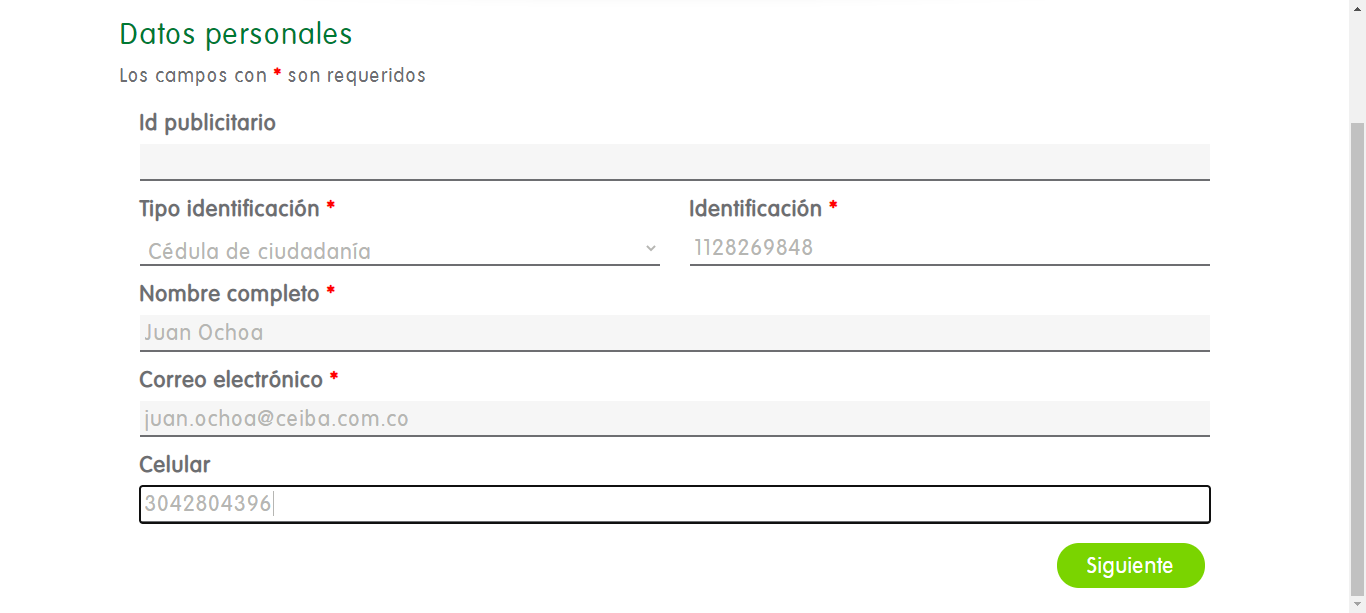 Datos personales
Los campos con * son requeridos
Id publicitario
Tipo identificación * Identificación *
Cédula de ciudadanía 1128269848
Nombre completo *
Juan Ochoa
Correo electrónico *
juan.ochoa@ceiba.com.co
Celular
3042804396
Siguiente